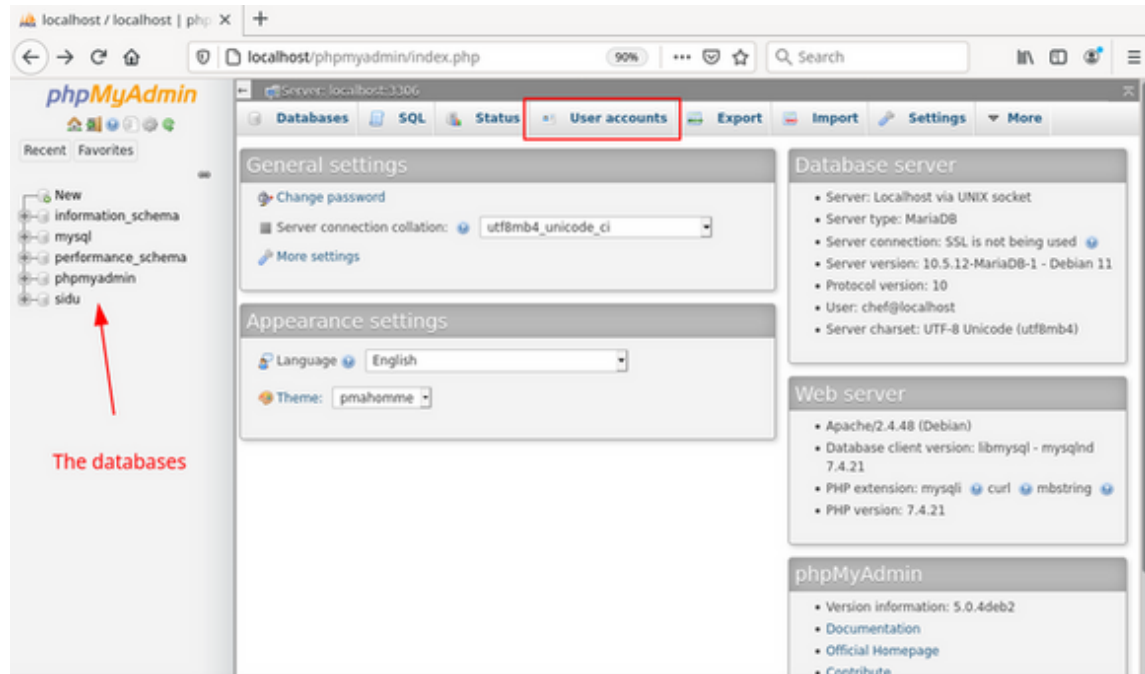 localhost / localhost | php
localhost/phpmyadmin/index.php 90% Search
phpMyAdmin
Recent Favorites
New
information_schema
mysql
performance_schema
phpmyadmin
sidu
The databases
Server: localhost:3306
Databases SQL Status User accounts Export Import Settings More
General settings
Change password
Server connection collation: utf8mb4_unicode_ci
More settings
Appearance settings
Language English
Theme: pmahomme
Database server
• Server: Localhost via UNIX socket
• Server type: MariaDB
• Server connection: SSL is not being used
• Server version: 10.5.12-MariaDB-1 - Debian 11
• Protocol version: 10
• User: chef@localhost
• Server charset: UTF-8 Unicode (utf8mb4)
Web server
• Apache/2.4.48 (Debian)
• Database client version: libmysql - mysqlnd
7.4.21
• PHP extension: mysqli curl mbstring
• PHP version: 7.4.21
phpMyAdmin
• Version information: 5.0.4deb2
• Documentation
• Official Homepage
• Contribute